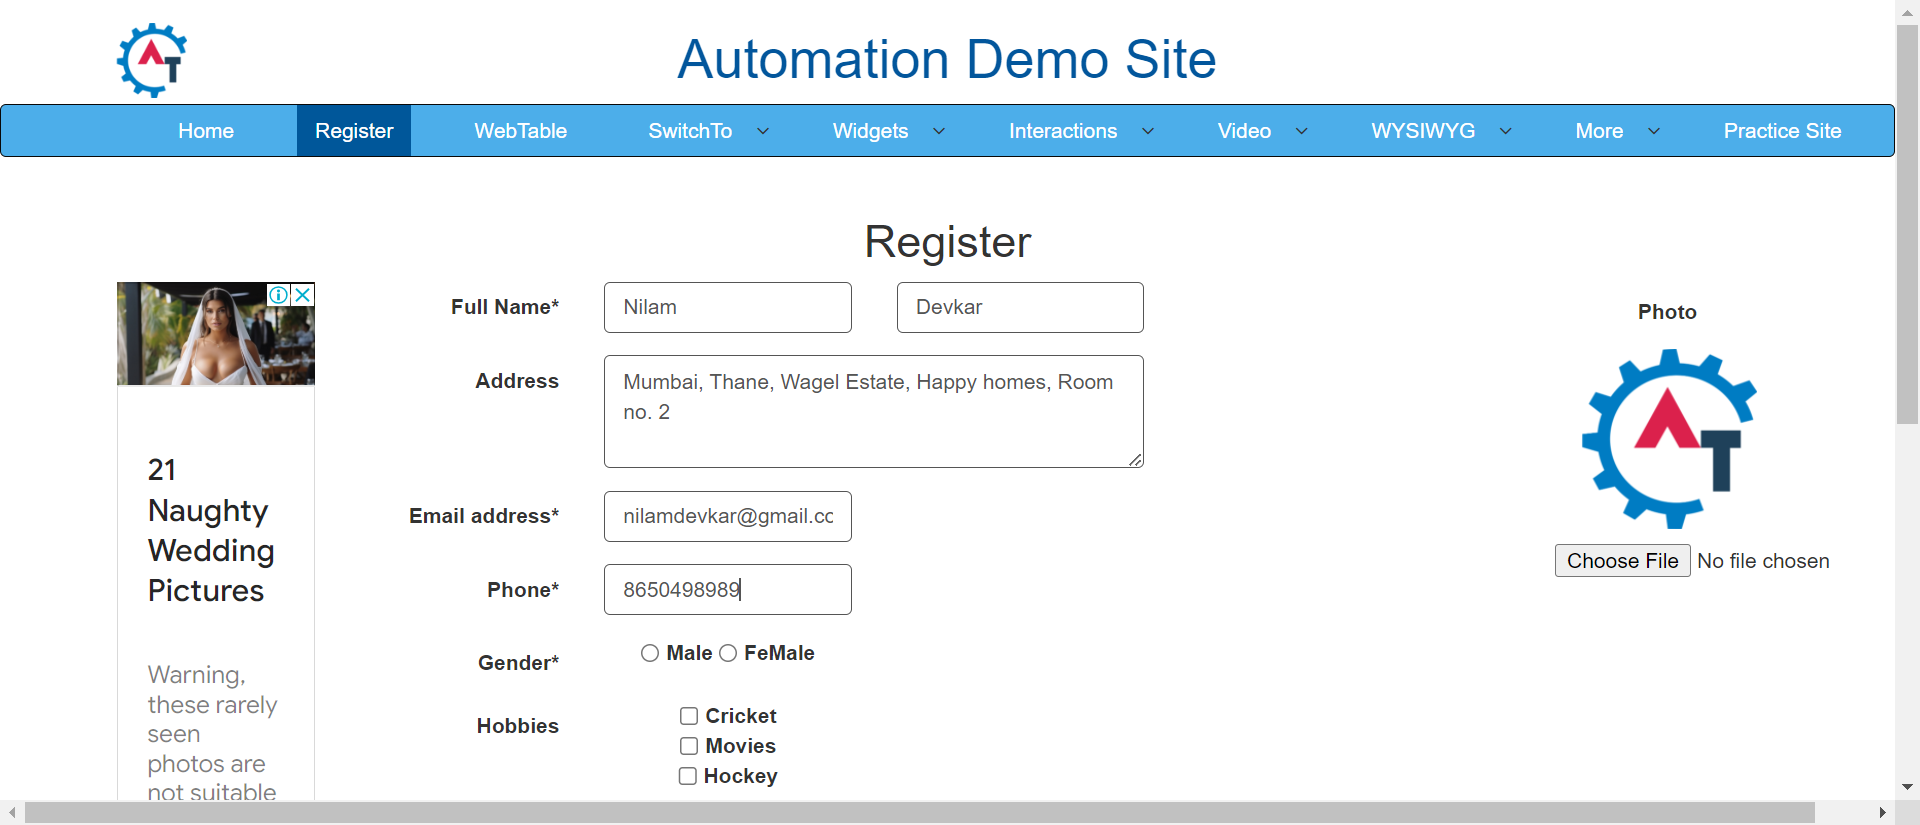 AT
Automation Demo Site
Home Register WebTable SwitchTo Widgets Interactions Video WYSIWYG More Practice Site
Register
Full Name* Nilam Devkar
Photo
Address Mumbai, Thane, Wagel Estate, Happy homes, Room
no. 2
AT
Email address* nilamdevkar@gmail.cc
Choose File No file chosen
Phone* 8650498989
Gender* Male FeMale
Hobbies Cricket
Movies
Hockey
21
Naughty
Wedding
Pictures
Warning,
these rarely
seen
photos are
not suitable